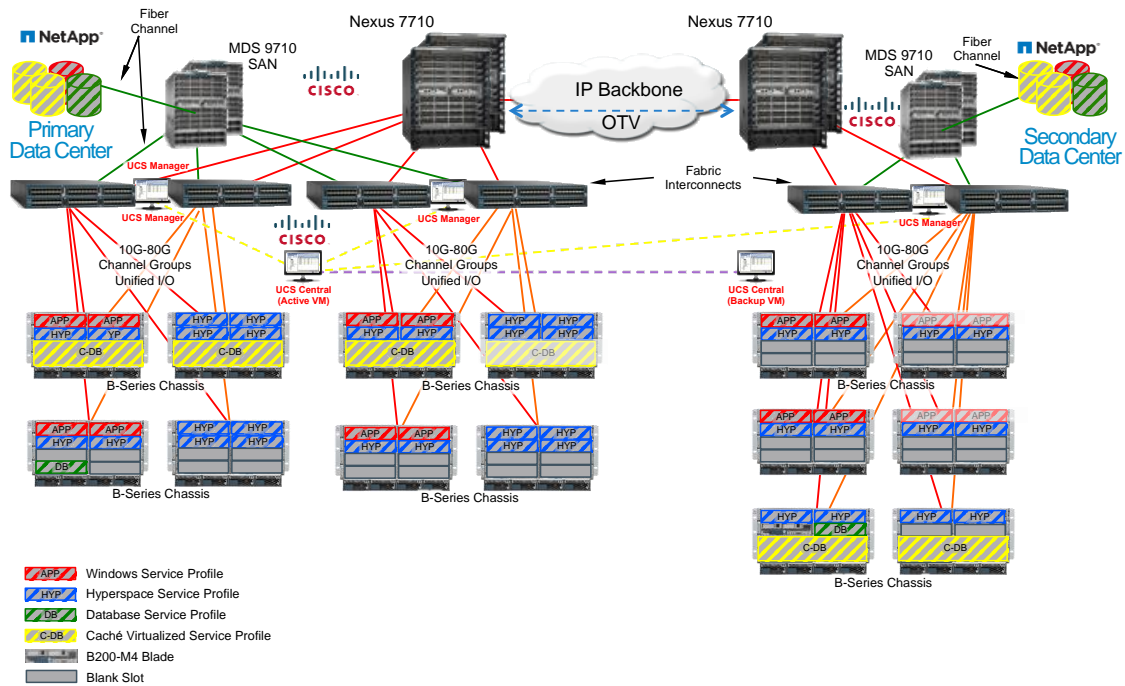 Fiber
Channel
Nexus 7710
Nexus 7710
NetApp
MDS 9710
SAN
CISCO
IP Backbone
OTV
MDS 9710
SAN
Fiber
Channel
NetApp
CISCO
Primary
Data Center
Secondary
Data Center
UCS Manager
UCS Manager
UCS Manager
Fabric
Interconnects
UCS Manager
CISCO
10G-80G
Channel Groups
Unified I/O
10G-80G
Channel Groups
Unified I/O
10G-80G
Channel Groups
Unified I/O
UCS Central
(Active VM)
UCS Central
(Backup VM)
APP APP
HYP YP
C-DB
HYP HYP
HYP HYP
C-DB
B-Series Chassis
APP APP
HYP HYP
C-DB
HYP HYP
HYP HYP
C-DB
B-Series Chassis
APP APP
HYP HYP
APP APP
HYP HYP
B-Series Chassis
APP APP
HYP HYP
DB
HYP HYP
HYP HYP
B-Series Chassis
APP APP
HYP HYP
HYP HYP
HYP HYP
B-Series Chassis
APP APP
HYP HYP
APP APP
HYP HYP
B-Series Chassis
HYP HYP
DB
C-DB
HYP HYP
C-DB
B-Series Chassis
APP Windows Service Profile
HYP Hyperspace Service Profile
DB Database Service Profile
C-DB Caché Virtualized Service Profile
B200-M4 Blade
Blank Slot